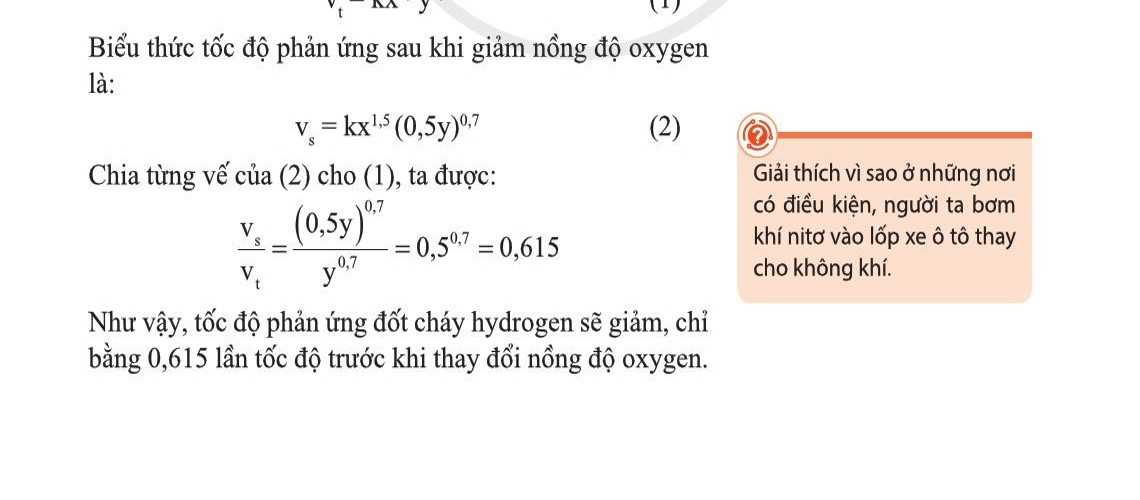 (1)
Biểu thức tốc độ phản ứng sau khi giảm nồng độ oxygen
là:
v_s = kx^1,5 (0,5y)^0,7 (2)
Chia từng vế của (2) cho (1), ta được:
v_s/v_t = (0,5y)^0,7 / y^0,7 = 0,5^0,7 = 0,615
Như vậy, tốc độ phản ứng đốt cháy hydrogen sẽ giảm, chỉ
bằng 0,615 lần tốc độ trước khi thay đổi nồng độ oxygen.
?
Giải thích vì sao ở những nơi
có điều kiện, người ta bơm
khí nitơ vào lốp xe ô tô thay
cho không khí.